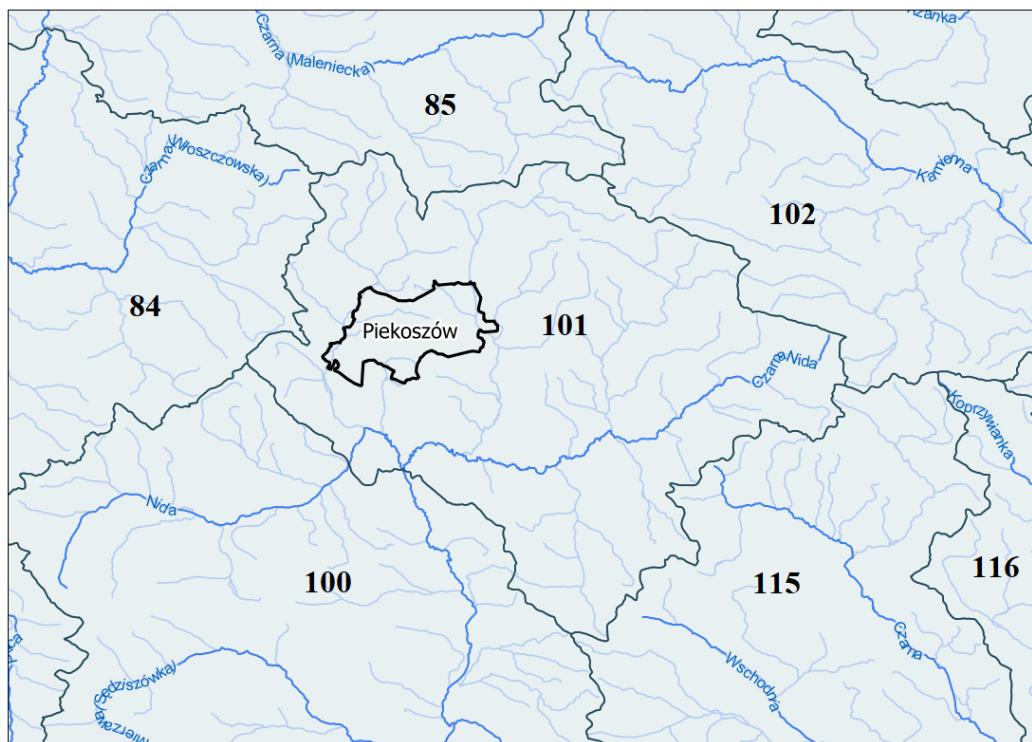 Czarna (Maleniecka)
85
Czarna
Włoszczowska)
Kamienna
102
84
Piekoszów
101
Czarna Nida
Koprzywianka
Nida
100
115
116
Czarna
Wschodnia
(Sędziszówka)